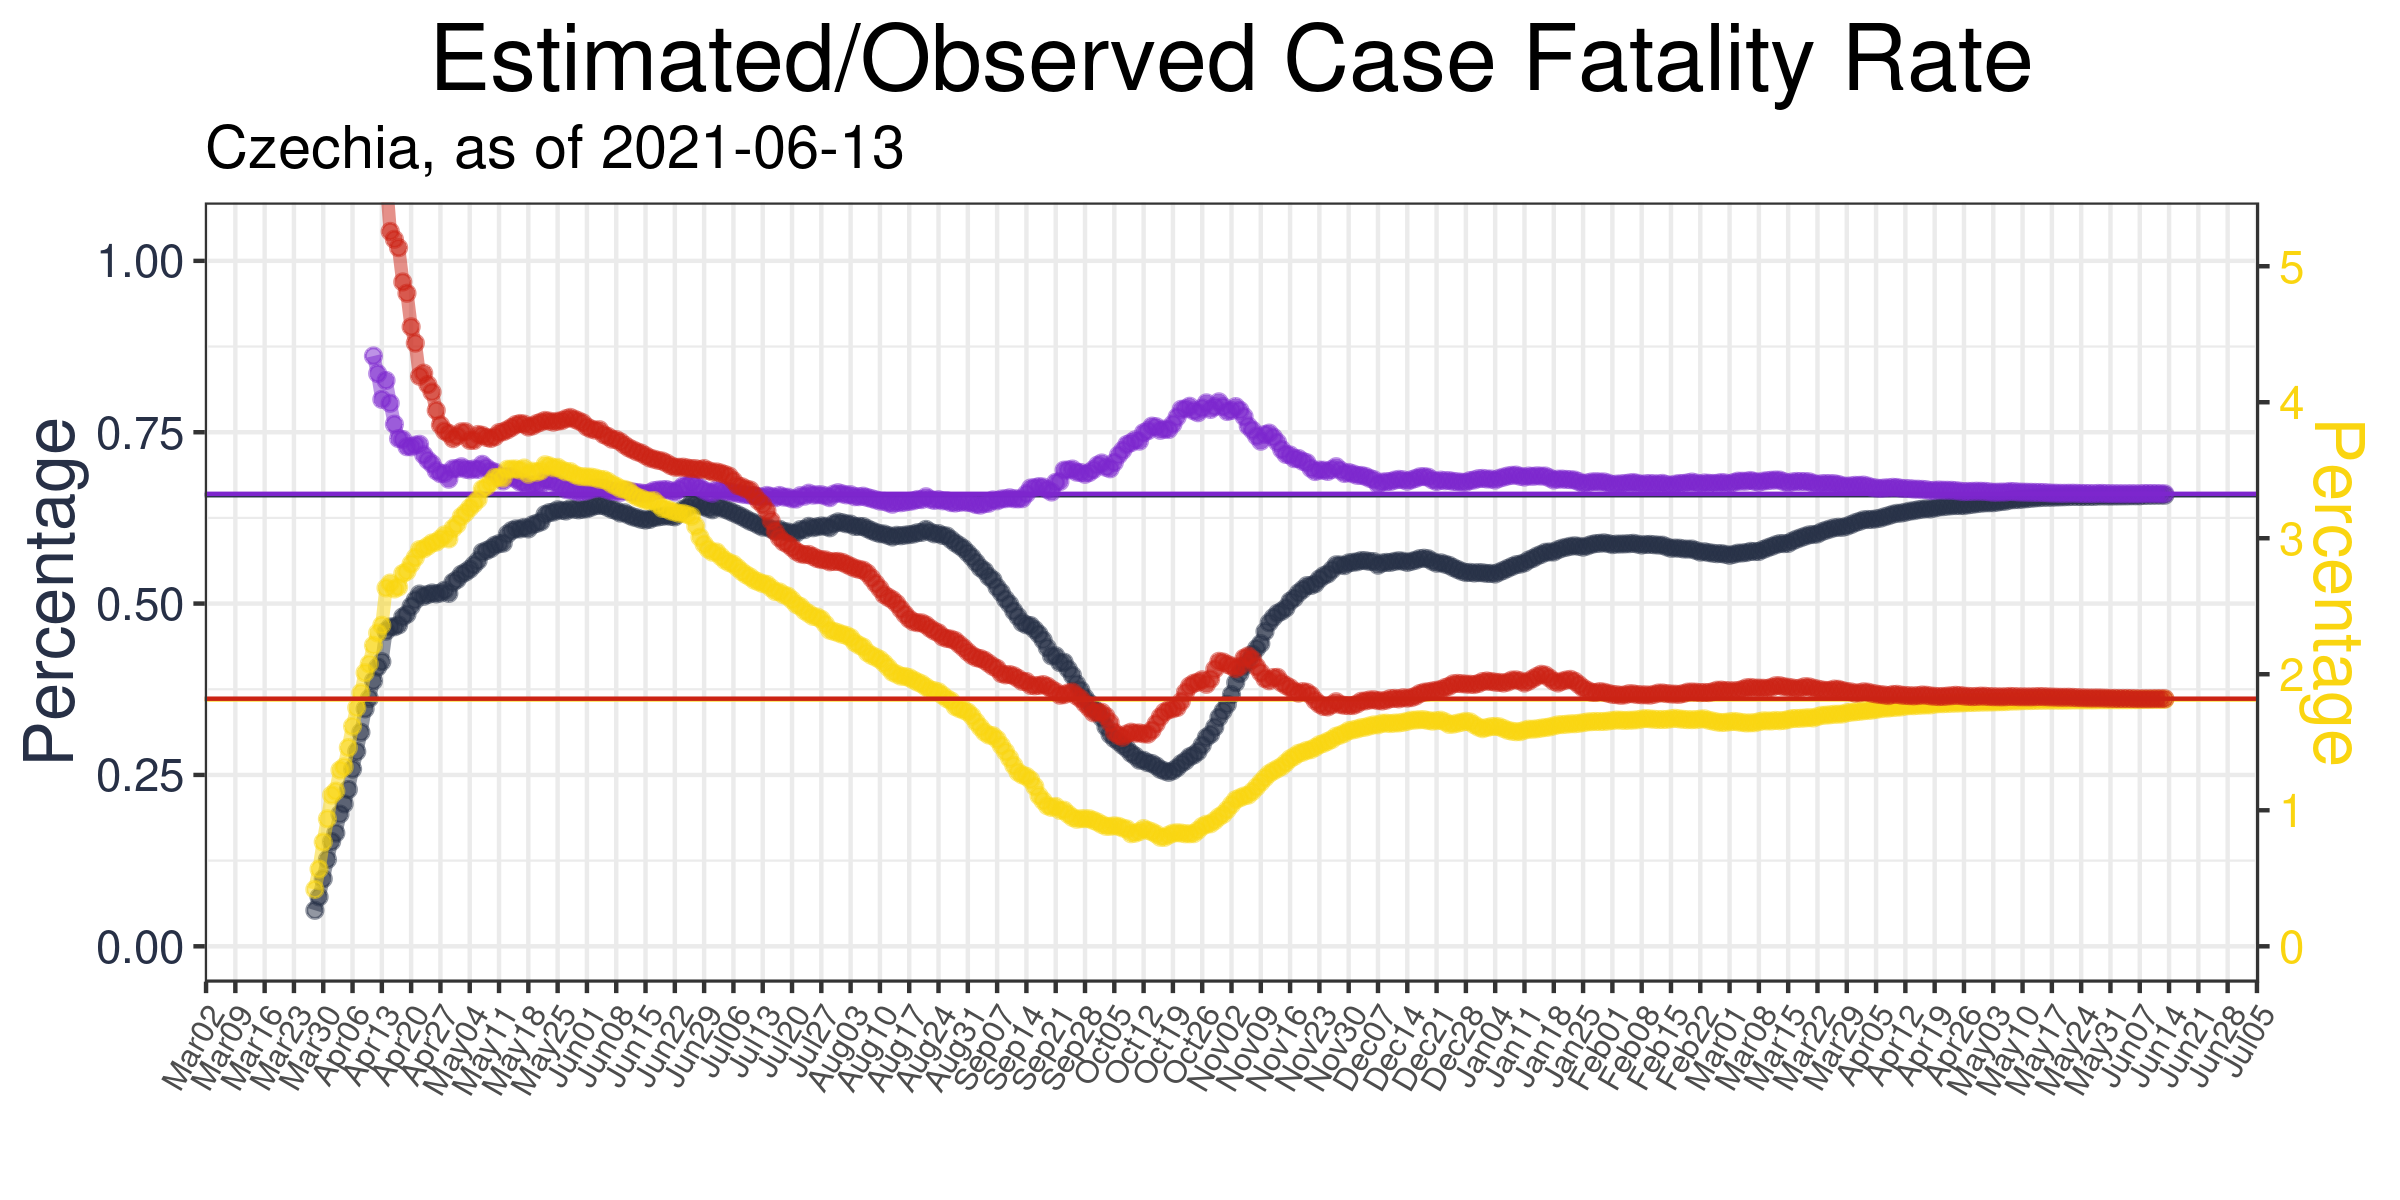 Estimated/Observed Case Fatality Rate
Czechia, as of 2021-06-13
Percentage
1.00
0.75
0.50
0.25
0.00
5
4
3
2
1
0
Percentage
Mar02
Mar09
Mar16
Mar23
Mar30
Apr06
Apr13
Apr20
Apr27
May04
May11
May18
May25
Jun01
Jun08
Jun15
Jun22
Jun29
Jul06
Jul13
Jul20
Jul27
Aug03
Aug10
Aug17
Aug24
Aug31
Sep07
Sep14
Sep21
Sep28
Oct05
Oct12
Oct19
Oct26
Nov02
Nov09
Nov16
Nov23
Nov30
Dec07
Dec14
Dec21
Dec28
Jan04
Jan11
Jan18
Jan25
Feb01
Feb08
Feb15
Feb22
Mar01
Mar08
Mar15
Mar22
Mar29
Apr05
Apr12
Apr19
Apr26
May03
May10
May17
May24
May31
Jun07
Jun14
Jun21
Jun28
Jul05